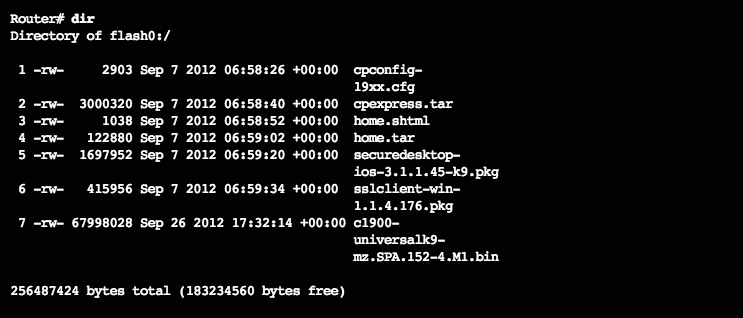 Router# dir
Directory of flash0:/
1 -rw- 2903 Sep 7 2012 06:58:26 +00:00 cpconfig-
19xx.cfg
2 -rw- 3000320 Sep 7 2012 06:58:40 +00:00 cpexpress.tar
3 -rw- 1038 Sep 7 2012 06:58:52 +00:00 home.shtml
4 -rw- 122880 Sep 7 2012 06:59:02 +00:00 home.tar
5 -rw- 1697952 Sep 7 2012 06:59:20 +00:00 securedesktop-
ios-3.1.1.45-k9.pkg
6 -rw- 415956 Sep 7 2012 06:59:34 +00:00 sslclient-win-
1.1.4.176.pkg
7 -rw- 67998028 Sep 26 2012 17:32:14 +00:00 c1900-
universalk9-
mz.SPA.152-4.M1.bin
256487424 bytes total (183234560 bytes free)